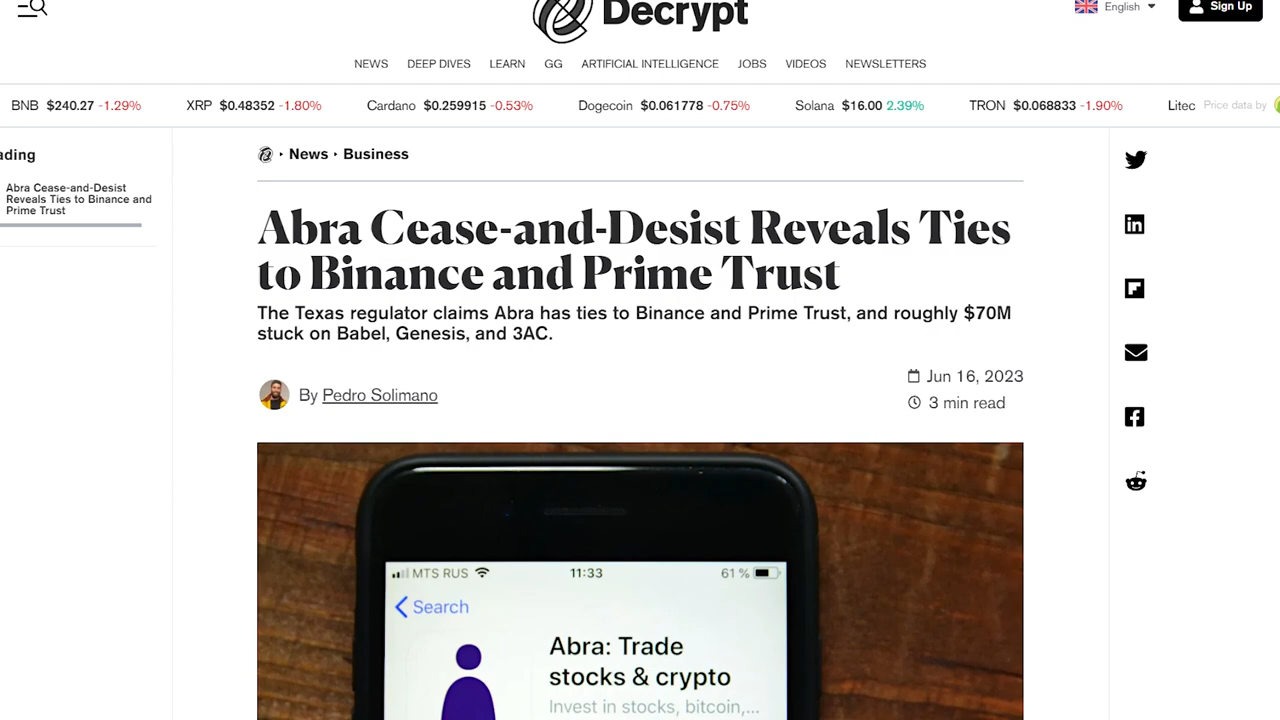 Decrypt
English
Sign Up
NEWS DEEP DIVES LEARN GG ARTIFICIAL INTELLIGENCE JOBS VIDEOS NEWSLETTERS
BNB $240.27 -1.29% XRP $0.48352 -1.80% Cardano $0.259915 -0.53% Dogecoin $0.061778 -0.75% Solana $16.00 2.39% TRON $0.068833 -1.90% Litec Price data by
ading
Abra Cease-and-Desist
Reveals Ties to Binance and
Prime Trust
News Business
Abra Cease-and-Desist Reveals Ties
to Binance and Prime Trust
The Texas regulator claims Abra has ties to Binance and Prime Trust, and roughly $70M
stuck on Babel, Genesis, and 3AC.
By Pedro Solimano
Jun 16, 2023
3 min read
MTS RUS 11:33 61 %
Search
Abra: Trade
stocks & crypto
Invest in stocks, bitcoin,...